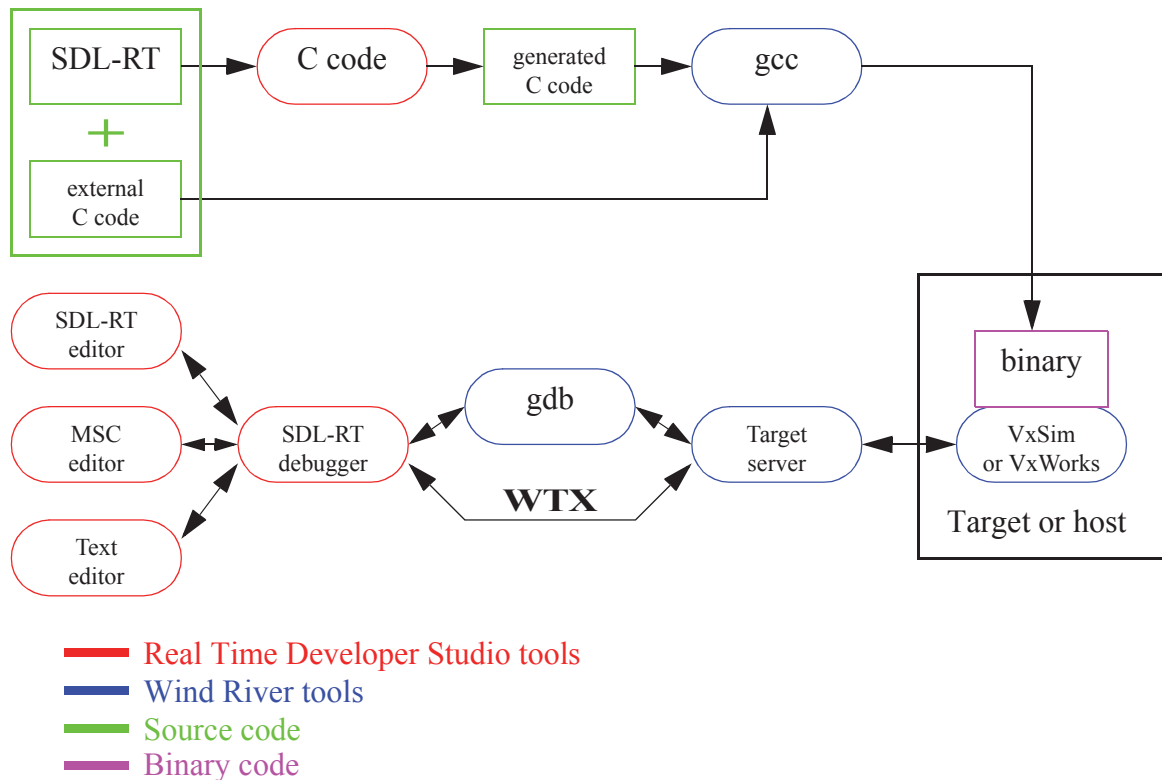 SDL-RT
C code
generated
C code
gcc
+
external
C code
SDL-RT
editor
MSC
editor
Text
editor
SDL-RT
debugger
gdb
WTX
Target
server
binary
VxSim
or VxWorks
Target or host
Real Time Developer Studio tools
Wind River tools
Source code
Binary code